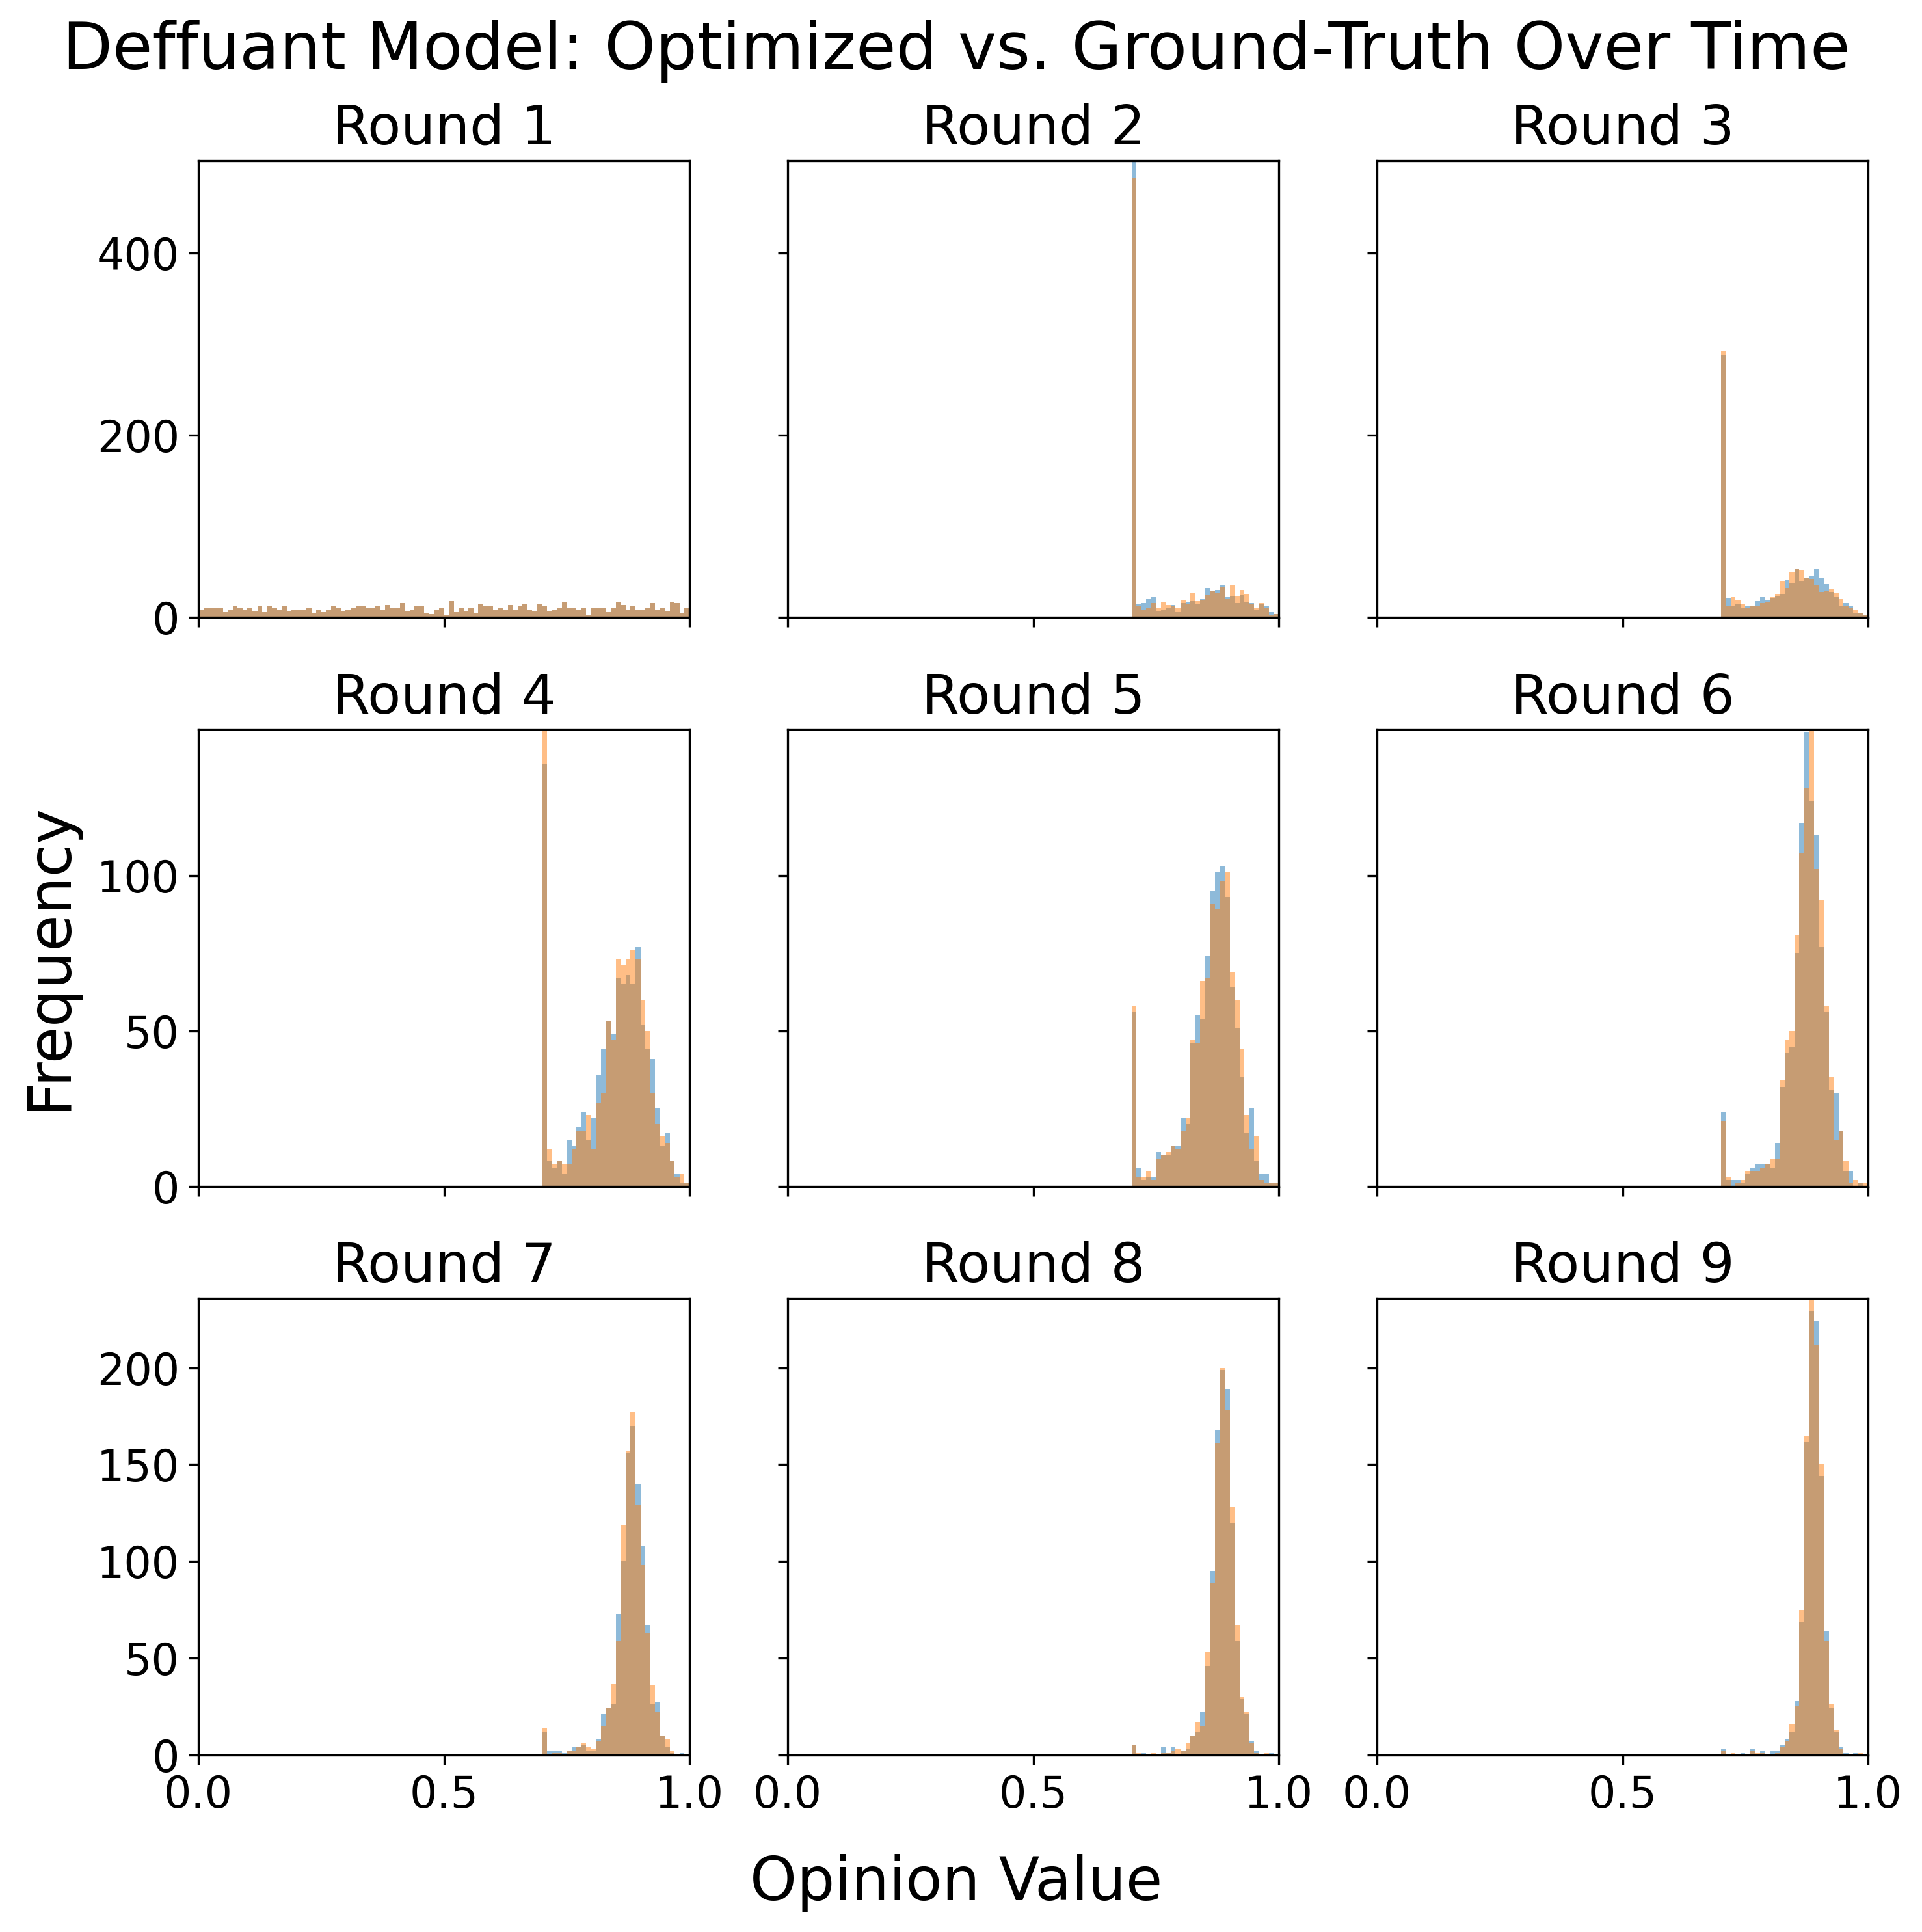 Deffuant Model: Optimized vs. Ground-Truth Over Time
Round 1
Round 2
Round 3
400
200
0
Round 4
Round 5
Round 6
Frequency
100
50
0
Round 7
Round 8
Round 9
200
150
100
50
0
0.0 0.5 1.0 0.0 0.5 1.0 0.0 0.5 1.0
Opinion Value